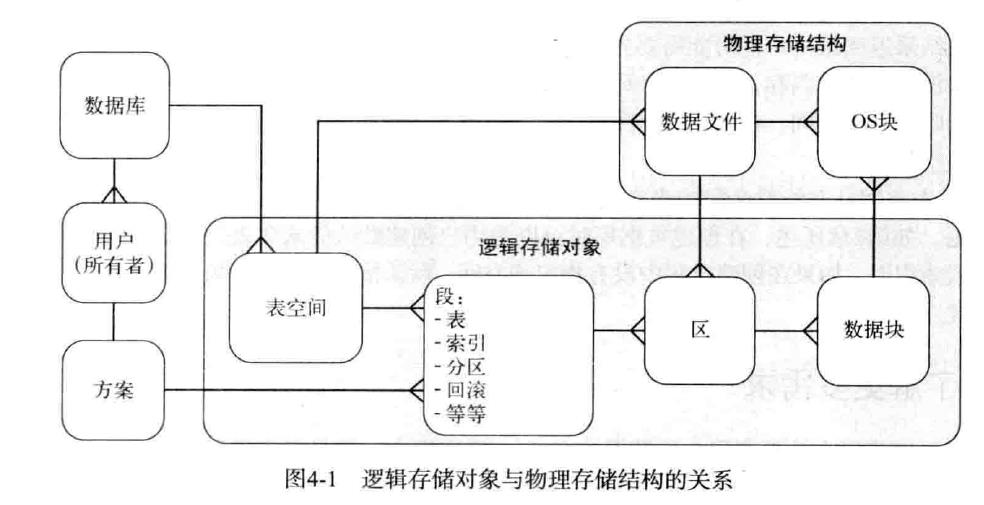 物理存储结构
数据库
数据文件
OS块
用户
(所有者)
逻辑存储对象
表空间
段：
- 表
- 索引
- 分区
- 回滚
- 等等
区
数据块
方案
图4-1 逻辑存储对象与物理存储结构的关系